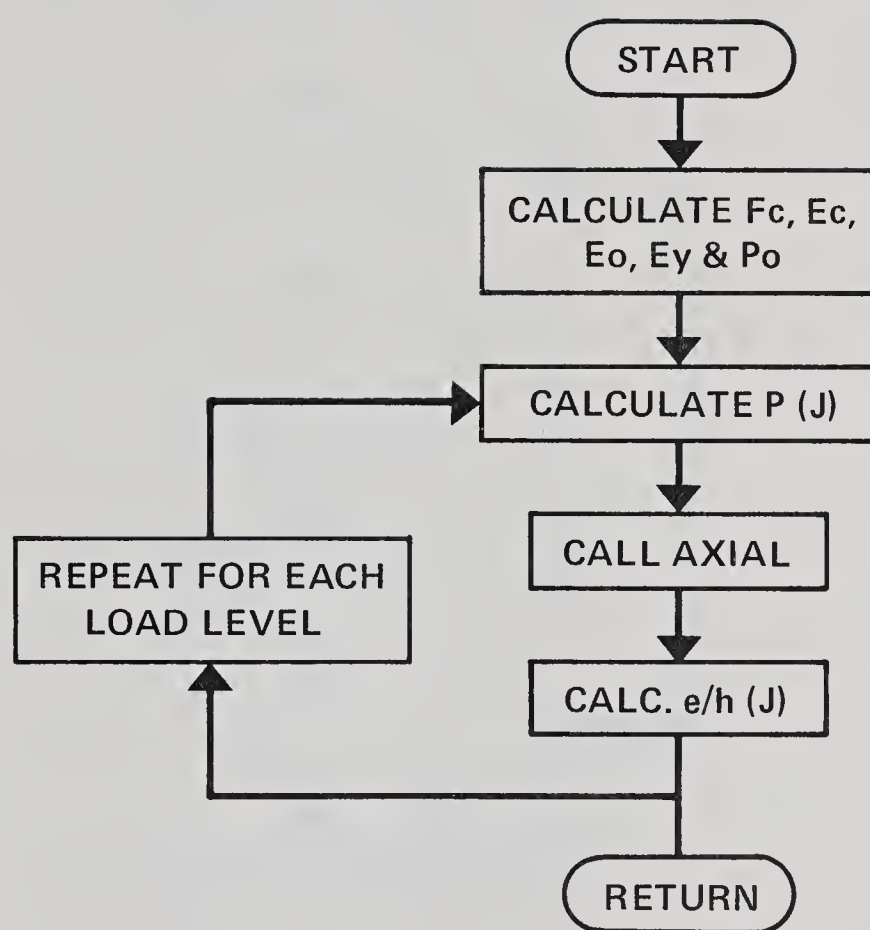 START
CALCULATE Fc, Ec,
Eo, Ey & Po
CALCULATE P (J)
CALL AXIAL
CALC. e/h (J)
REPEAT FOR EACH
LOAD LEVEL
RETURN